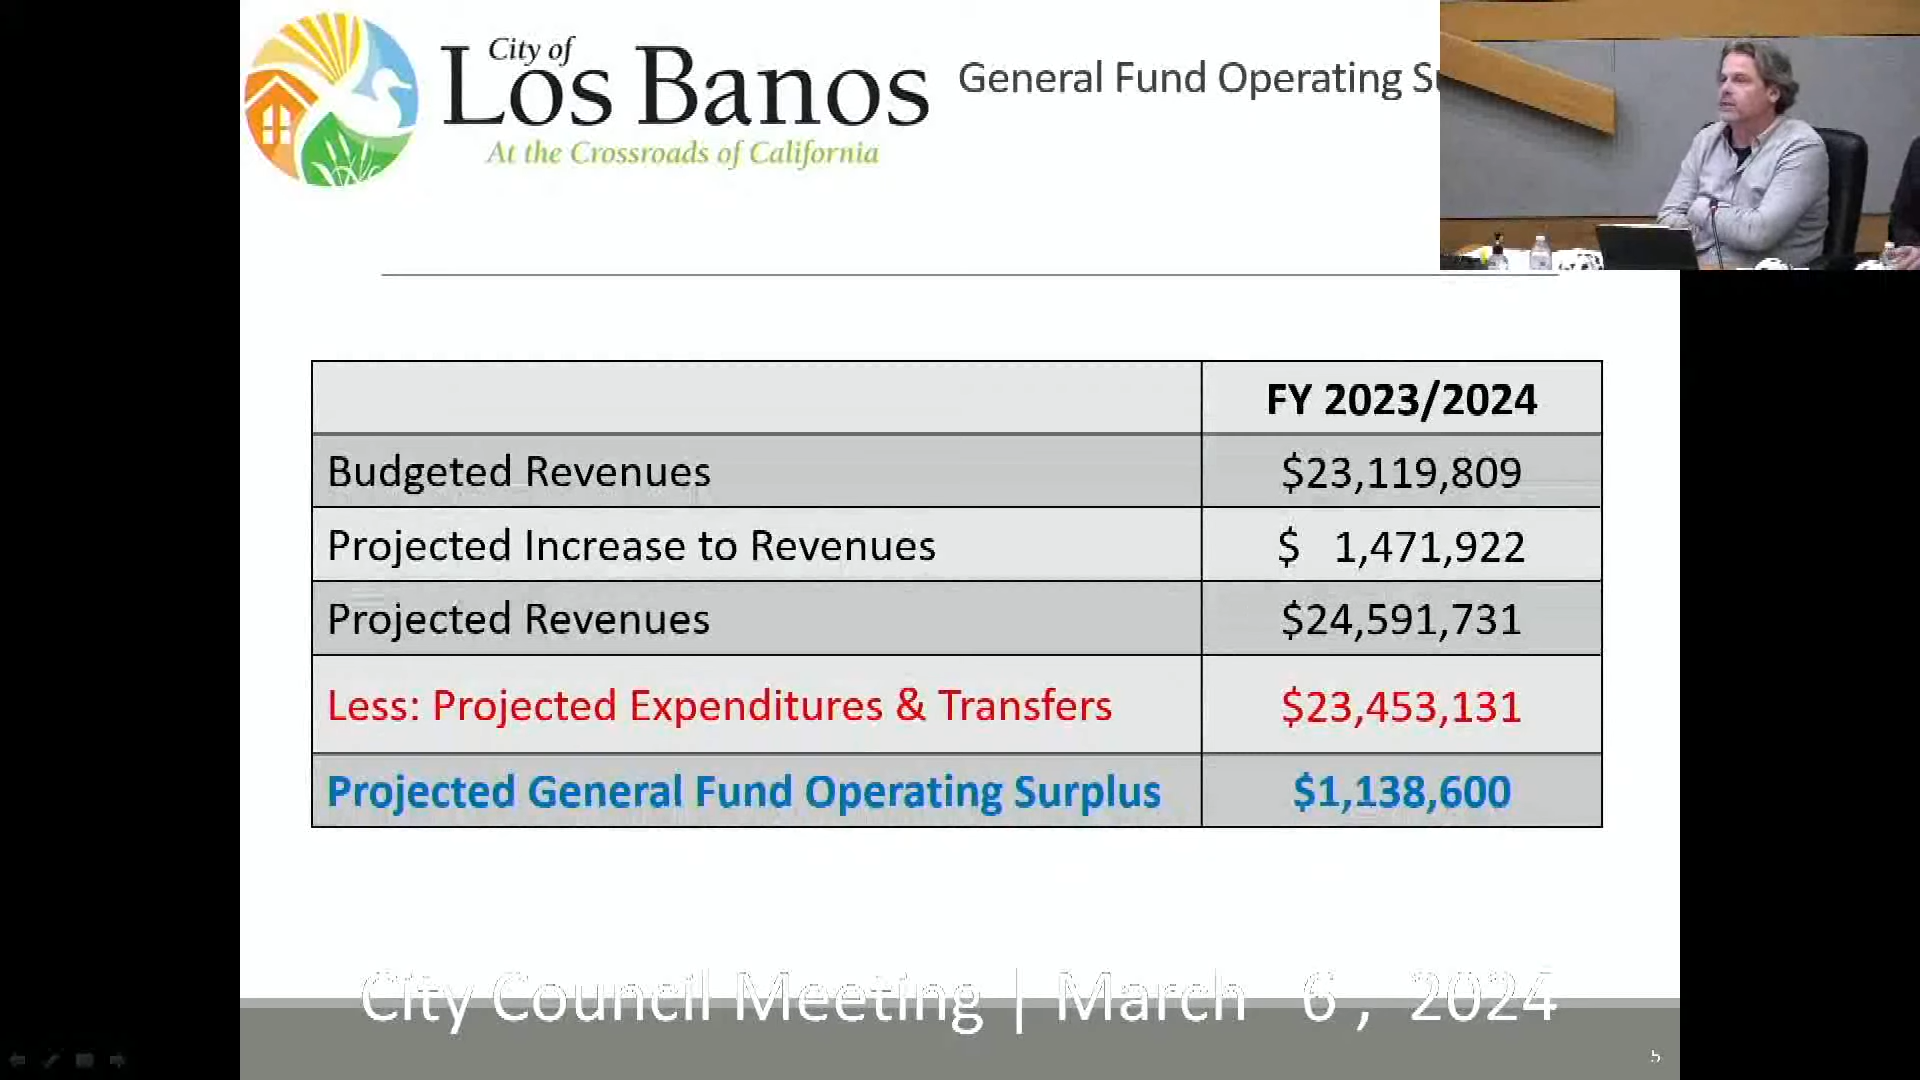 City of
Los Banos
At the Crossroads of California
General Fund Operating
FY 2023/2024
Budgeted Revenues $23,119,809
Projected Increase to Revenues $ 1,471,922
Projected Revenues $24,591,731
Less: Projected Expenditures & Transfers $23,453,131
Projected General Fund Operating Surplus $1,138,600
City Council Meeting | March 6, 2024
5